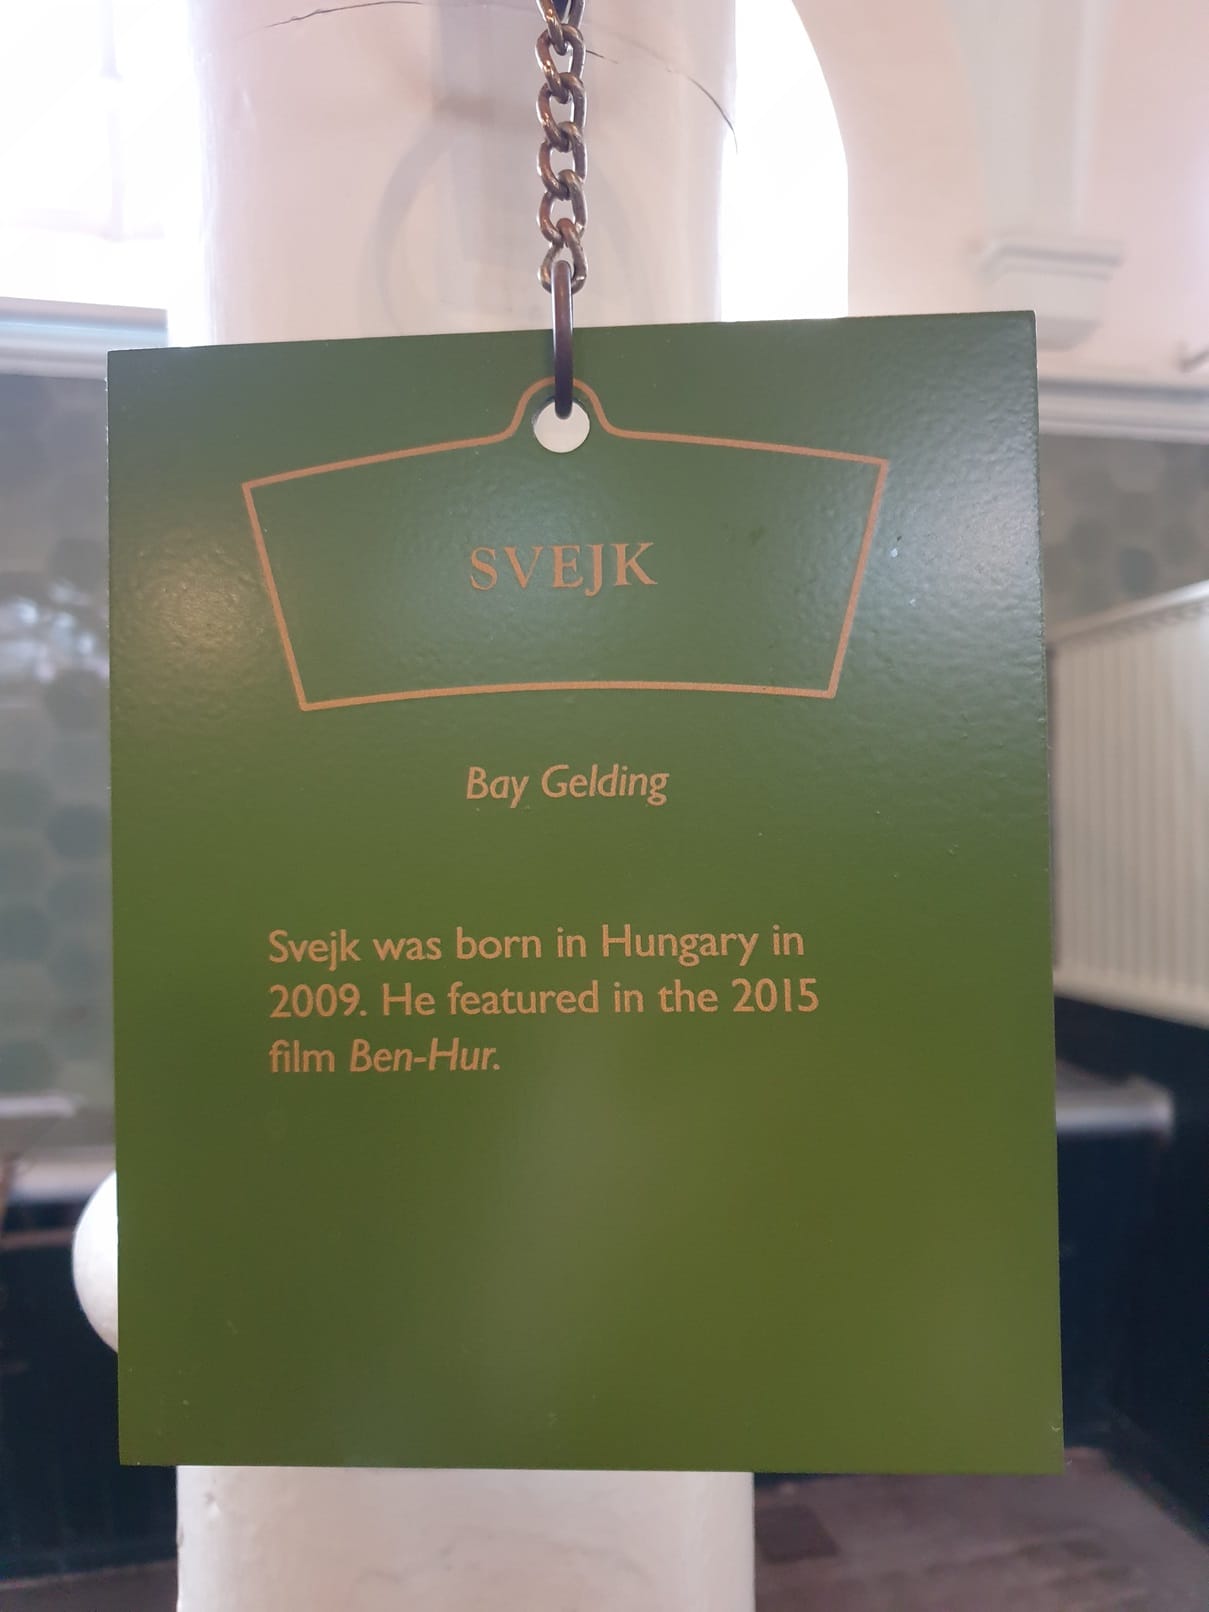 SVEJK
Bay Gelding
Svejk was born in Hungary in
2009. He featured in the 2015
film Ben-Hur.